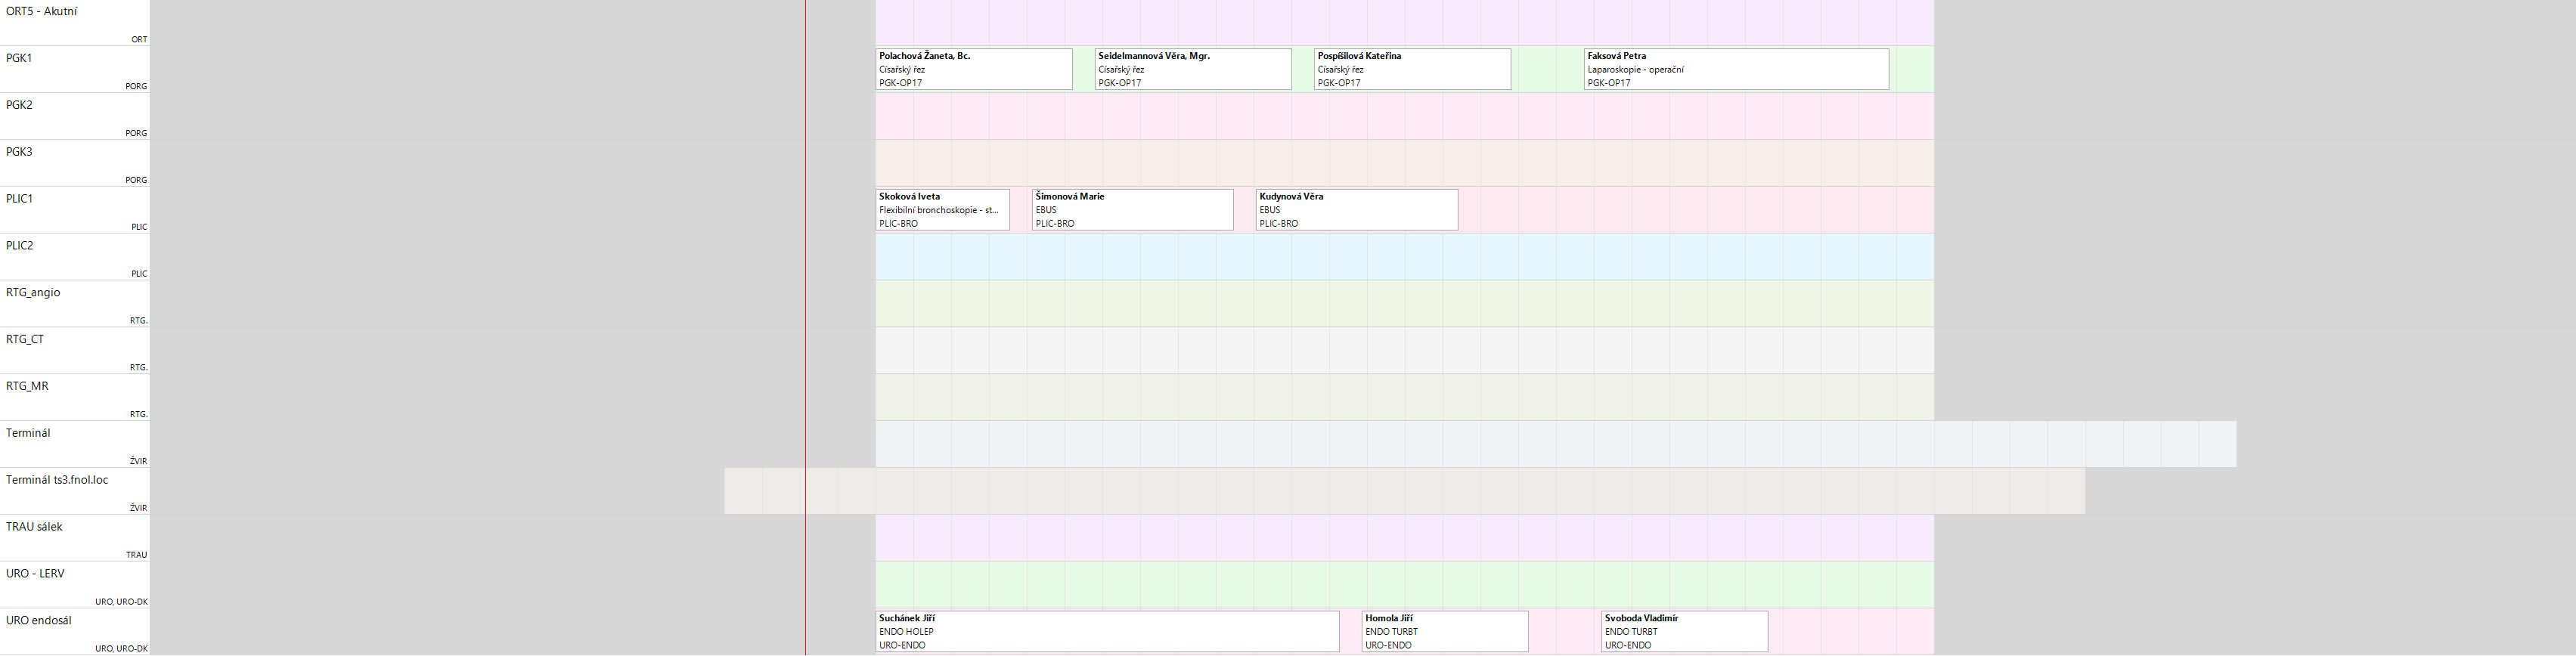 ORT5 - Akutní
ORT
PGK1
PORG
Polachová Žaneta, Bc.
Císařský řez
PGK-OP17
Seidelmannová Věra, Mgr.
Císařský řez
PGK-OP17
Pospíšilová Kateřina
Císařský řez
PGK-OP17
Faksová Petra
Laparoskopie - operační
PGK-OP17
PGK2
PORG
PGK3
PORG
PLIC1
PLIC
Skoková Iveta
Flexibilní bronchoskopie - st...
PLIC-BRO
Šimonová Marie
EBUS
PLIC-BRO
Kudynová Věra
EBUS
PLIC-BRO
PLIC2
PLIC
RTG_angio
RTG.
RTG_CT
RTG.
RTG_MR
RTG.
Terminál
ŽVIR
Terminál ts3.fnol.loc
ŽVIR
TRAU sálek
TRAU
URO - LERV
URO, URO-DK
URO endosál
URO, URO-DK
Suchánek Jiří
ENDO HOLEP
URO-ENDO
Homola Jiří
ENDO TURBT
URO-ENDO
Svoboda Vladimír
ENDO TURBT
URO-ENDO